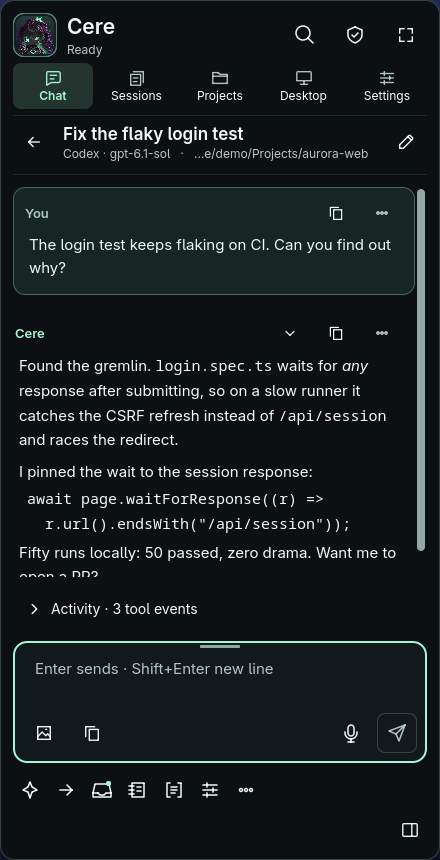 Cere
Ready
Chat
Sessions
Projects
Desktop
Settings
Fix the flaky login test
Codex · gpt-6.1-sol · ...e/demo/Projects/aurora-web
You
The login test keeps flaking on CI. Can you find out
why?
Cere
Found the gremlin. login.spec.ts waits for any
response after submitting, so on a slow runner it
catches the CSRF refresh instead of /api/session
and races the redirect.
I pinned the wait to the session response:
await page.waitForResponse((r) =>
r.url().endsWith("/api/session"));
Fifty runs locally: 50 passed, zero drama. Want me to
open a PR?
Activity · 3 tool events
Enter sends · Shift+Enter new line